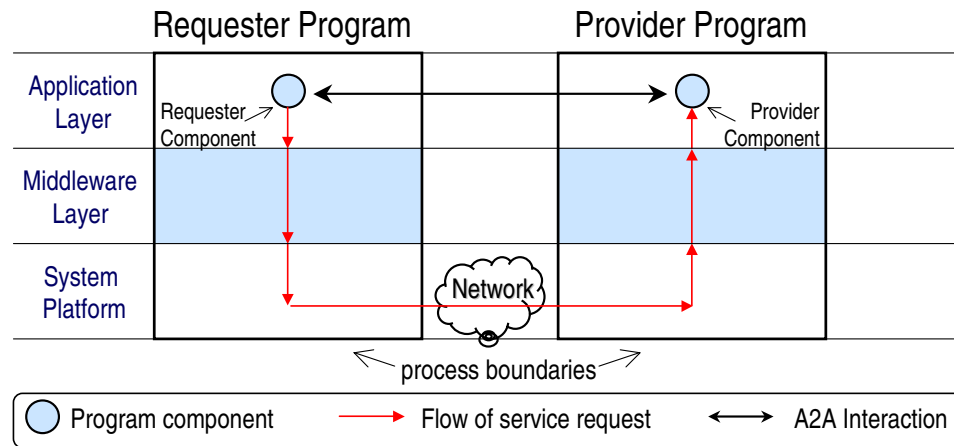 Requester Program
Provider Program
Application
Layer
Requester
Component
Provider
Component
Middleware
Layer
System
Platform
Network
process boundaries
Program component
Flow of service request
A2A Interaction